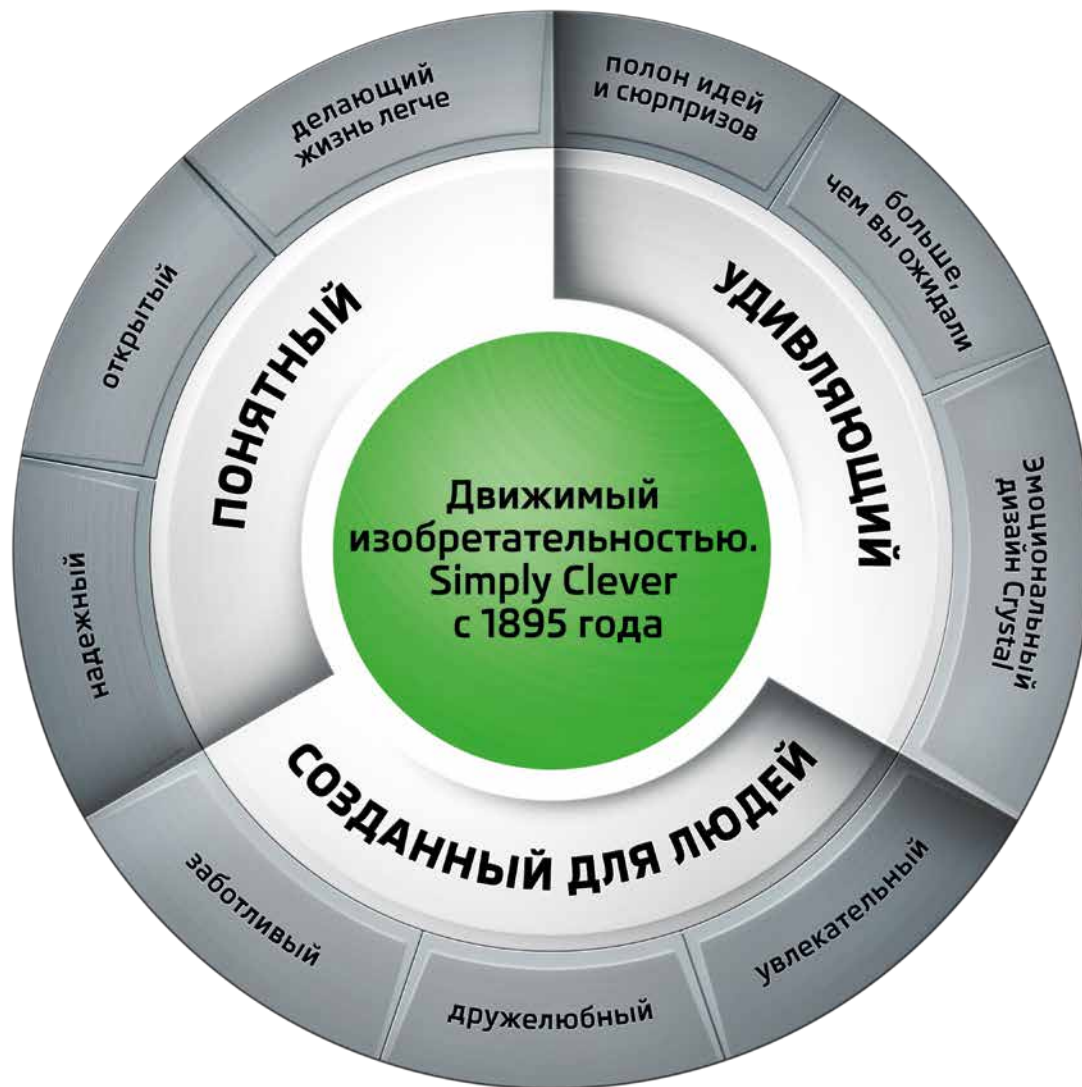 полон идей
и сюрпризов
больше,
чем вы ожидали
Эмоциональный
дизайн Crystal
увлекательный
дружелюбный
заботливый
надежный
открытый
делающий
жизнь легче
УДИВЛЯЮЩИЙ
СОЗДАННЫЙ ДЛЯ ЛЮДЕЙ
ПОНЯТНЫЙ
Движимый
изобретательностью.
Simply Clever
с 1895 года